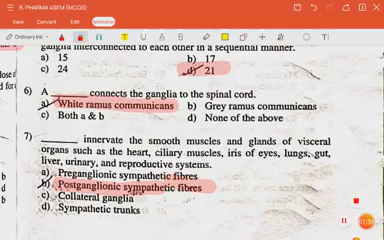 B. PHARMA 4SEM (MCQS)
View Convert Edit Annotate
Ordinary ink
ganglia interconnected to each other in a sequential manner.
a) 15 b) 17
c) 24 d) 21
6) A ________ connects the ganglia to the spinal cord.
a) White ramus communicans b) Grey ramus communicans
c) Both a & b d) None of the above
7) ________ innervate the smooth muscles and glands of visceral
organs such as the heart, ciliary muscles, iris of eyes, lungs, gut,
liver, urinary, and reproductive systems.
a) Preganglionic sympathetic fibres
b) Postganglionic sympathetic fibres
c) Collateral ganglia
d) Sympathetic trunks